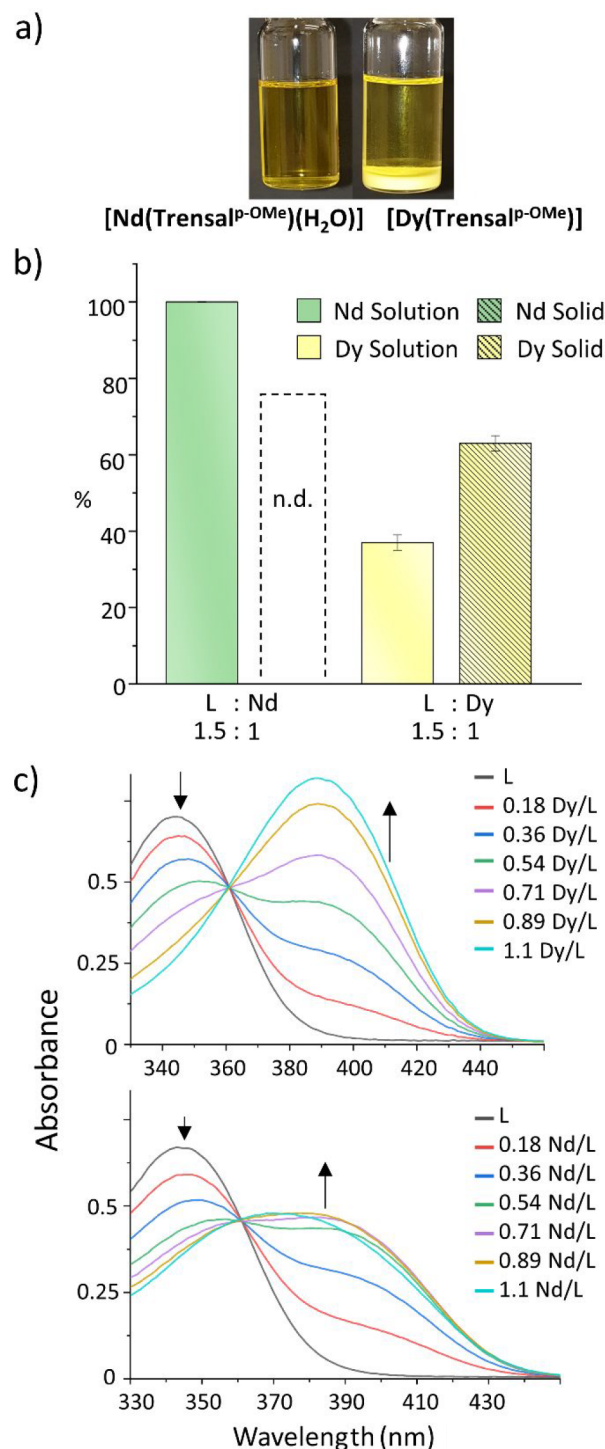 a)
[Nd(Trensalᵖ⁻ᴼᴹᵉ)(H₂O)] [Dy(Trensalᵖ⁻ᴼᴹᵉ)]
b)
100
80
60
%
40
20
0
Nd Solution Nd Solid
Dy Solution Dy Solid
n.d.
L : Nd L : Dy
1.5 : 1 1.5 : 1
c)
Absorbance
0.5
0.25
0
L
0.18 Dy/L
0.36 Dy/L
0.54 Dy/L
0.71 Dy/L
0.89 Dy/L
1.1 Dy/L
340 360 380 400 420 440
0.5
0.25
0
L
0.18 Nd/L
0.36 Nd/L
0.54 Nd/L
0.71 Nd/L
0.89 Nd/L
1.1 Nd/L
330 350 370 390 410 430
Wavelength (nm)